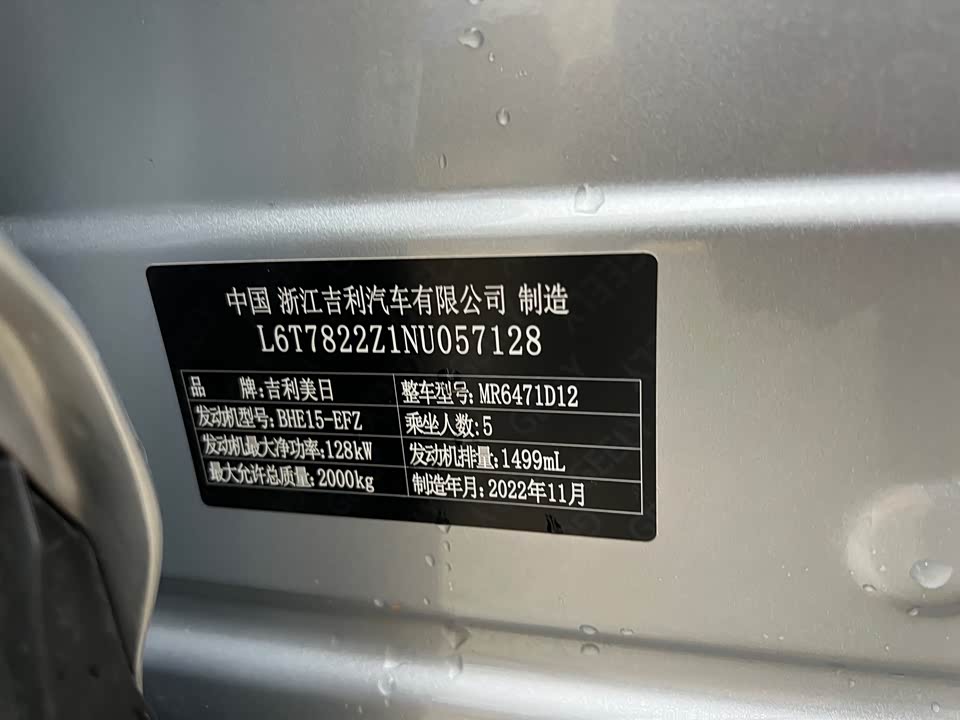 中国 浙江吉利汽车有限公司 制造
L6T7822Z1NU057128
品 牌:吉利美日 整车型号:MR6471D12
发动机型号:BHE15-EFZ 乘坐人数:5
发动机最大净功率:128kW 发动机排量:1499mL
最大允许总质量:2000kg 制造年月:2022年11月